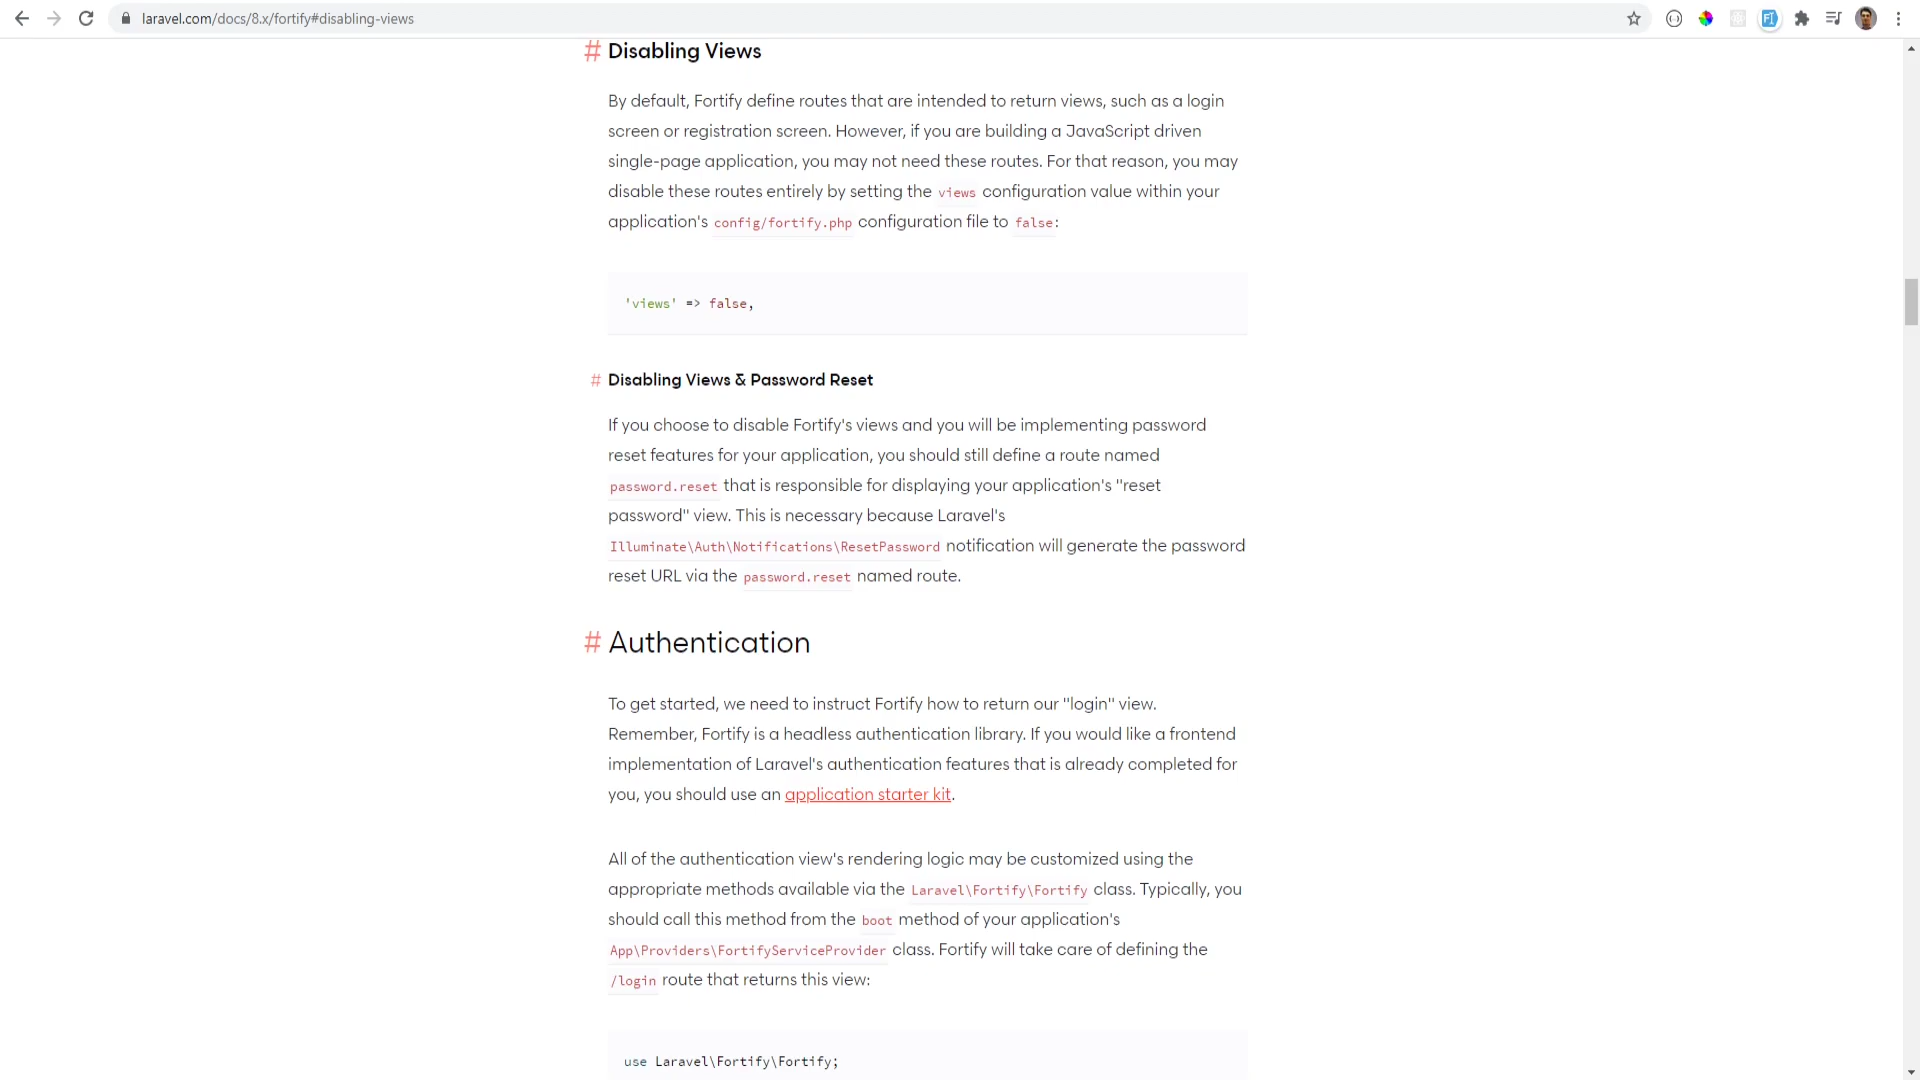 laravel.com/docs/8.x/fortify#disabling-views
# Disabling Views
By default, Fortify define routes that are intended to return views, such as a login
screen or registration screen. However, if you are building a JavaScript driven
single-page application, you may not need these routes. For that reason, you may
disable these routes entirely by setting the views configuration value within your
application's config/fortify.php configuration file to false:
'views' => false,
# Disabling Views & Password Reset
If you choose to disable Fortify's views and you will be implementing password
reset features for your application, you should still define a route named
password.reset that is responsible for displaying your application's "reset
password" view. This is necessary because Laravel's
Illuminate\Auth\Notifications\ResetPassword notification will generate the password
reset URL via the password.reset named route.
# Authentication
To get started, we need to instruct Fortify how to return our "login" view.
Remember, Fortify is a headless authentication library. If you would like a frontend
implementation of Laravel's authentication features that is already completed for
you, you should use an application starter kit.
All of the authentication view's rendering logic may be customized using the
appropriate methods available via the Laravel\Fortify\Fortify class. Typically, you
should call this method from the boot method of your application's
App\Providers\FortifyServiceProvider class. Fortify will take care of defining the
/login route that returns this view:
use Laravel\Fortify\Fortify;